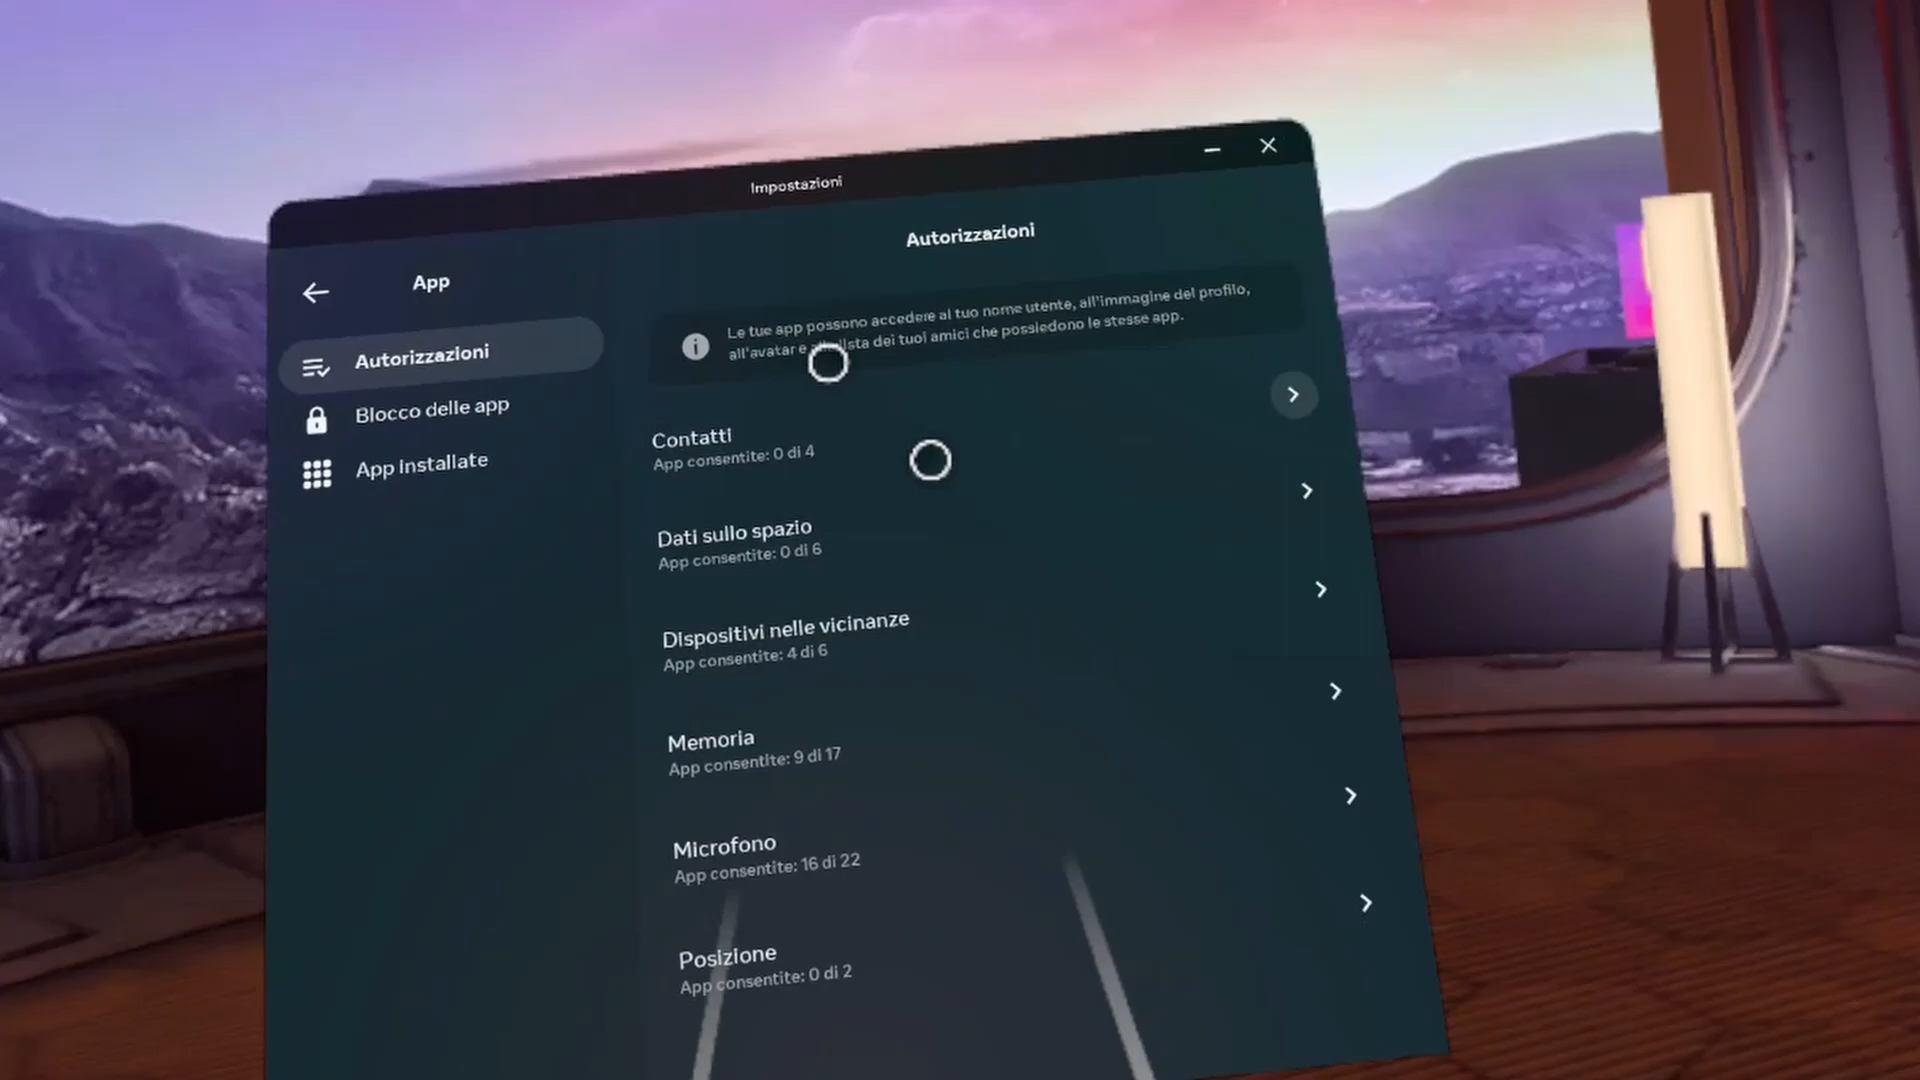 Impostazioni
App
Autorizzazioni
Blocco delle app
App installate
Autorizzazioni
Le tue app possono accedere al tuo nome utente, all'immagine del profilo,
all'avatar e lista dei tuoi amici che possiedono le stesse app.
Contatti
App consentite: 0 di 4
Dati sullo spazio
App consentite: 0 di 6
Dispositivi nelle vicinanze
App consentite: 4 di 6
Memoria
App consentite: 9 di 17
Microfono
App consentite: 16 di 22
Posizione
App consentite: 0 di 2